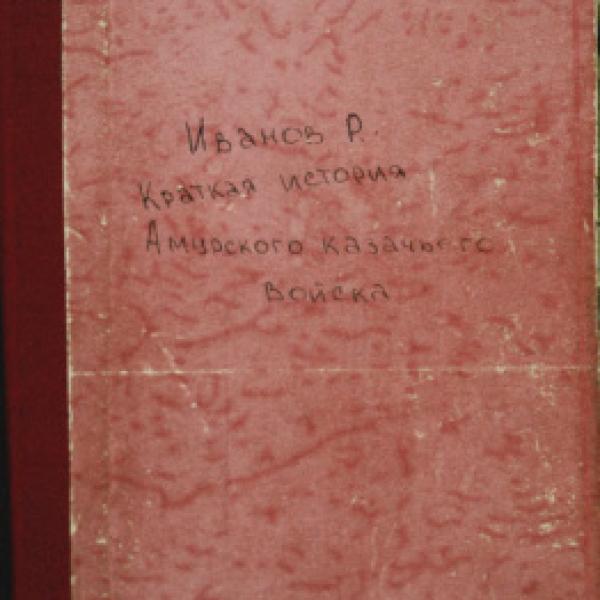 Иванов Р.
Краткая история
Амурского казачьего
войска